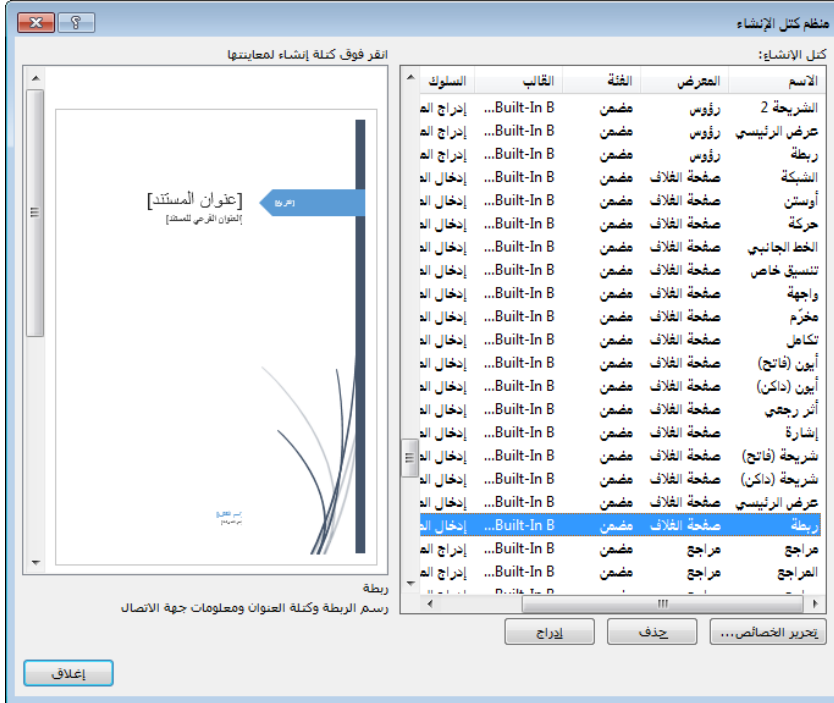 منظم كتل الإنشاء
كتل الإنشاء:
انقر فوق كتلة إنشاء لمعاينتها
الاسم المعرض الفئة القالب السلوك
الشريحة 2 رؤوس مضمن Built-In B... إدراج الم
عرض الرئيسي رؤوس مضمن Built-In B... إدراج الم
ربطة رؤوس مضمن Built-In B... إدراج الم
الشبكة صفحة الغلاف مضمن Built-In B... إدخال الم
أوستن صفحة الغلاف مضمن Built-In B... إدخال الم
حركة صفحة الغلاف مضمن Built-In B... إدخال الم
الخط الجانبي صفحة الغلاف مضمن Built-In B... إدخال الم
تنسيق خاص صفحة الغلاف مضمن Built-In B... إدخال الم
واجهة صفحة الغلاف مضمن Built-In B... إدخال الم
مخرّم صفحة الغلاف مضمن Built-In B... إدخال الم
تكامل صفحة الغلاف مضمن Built-In B... إدخال الم
أيون (فاتح) صفحة الغلاف مضمن Built-In B... إدخال الم
أيون (داكن) صفحة الغلاف مضمن Built-In B... إدخال الم
أثر رجعي صفحة الغلاف مضمن Built-In B... إدخال الم
إشارة صفحة الغلاف مضمن Built-In B... إدخال الم
شريحة (فاتح) صفحة الغلاف مضمن Built-In B... إدخال الم
شريحة (داكن) صفحة الغلاف مضمن Built-In B... إدخال الم
عرض الرئيسي صفحة الغلاف مضمن Built-In B... إدخال الم
ربطة صفحة الغلاف مضمن Built-In B... إدخال الم
مراجع مراجع مضمن Built-In B... إدراج الم
المراجع مراجع مضمن Built-In B... إدراج الم
[عنوان المستند]
[العنوان الفرعي للمستند]
ربطة
رسم الربطة وكتلة العنوان ومعلومات جهة الاتصال
تحرير الخصائص...
حذف
إدراج
إغلاق